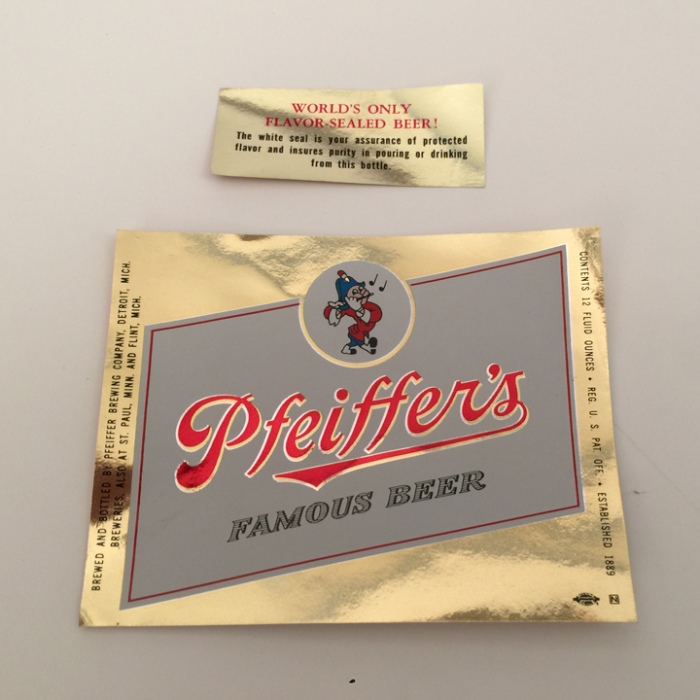 WORLD'S ONLY
FLAVOR-SEALED BEER!
The white seal is your assurance of protected
flavor and insures purity in pouring or drinking
from this bottle.
Pfeiffer's
FAMOUS BEER
BREWED AND BOTTLED BY PFEIFFER BREWING COMPANY, DETROIT, MICH.
BREWERIES, ALSO AT ST. PAUL, MINN. AND FLINT, MICH.
CONTENTS 12 FLUID OUNCES • REG. U. S. PAT. OFF. • ESTABLISHED 1889